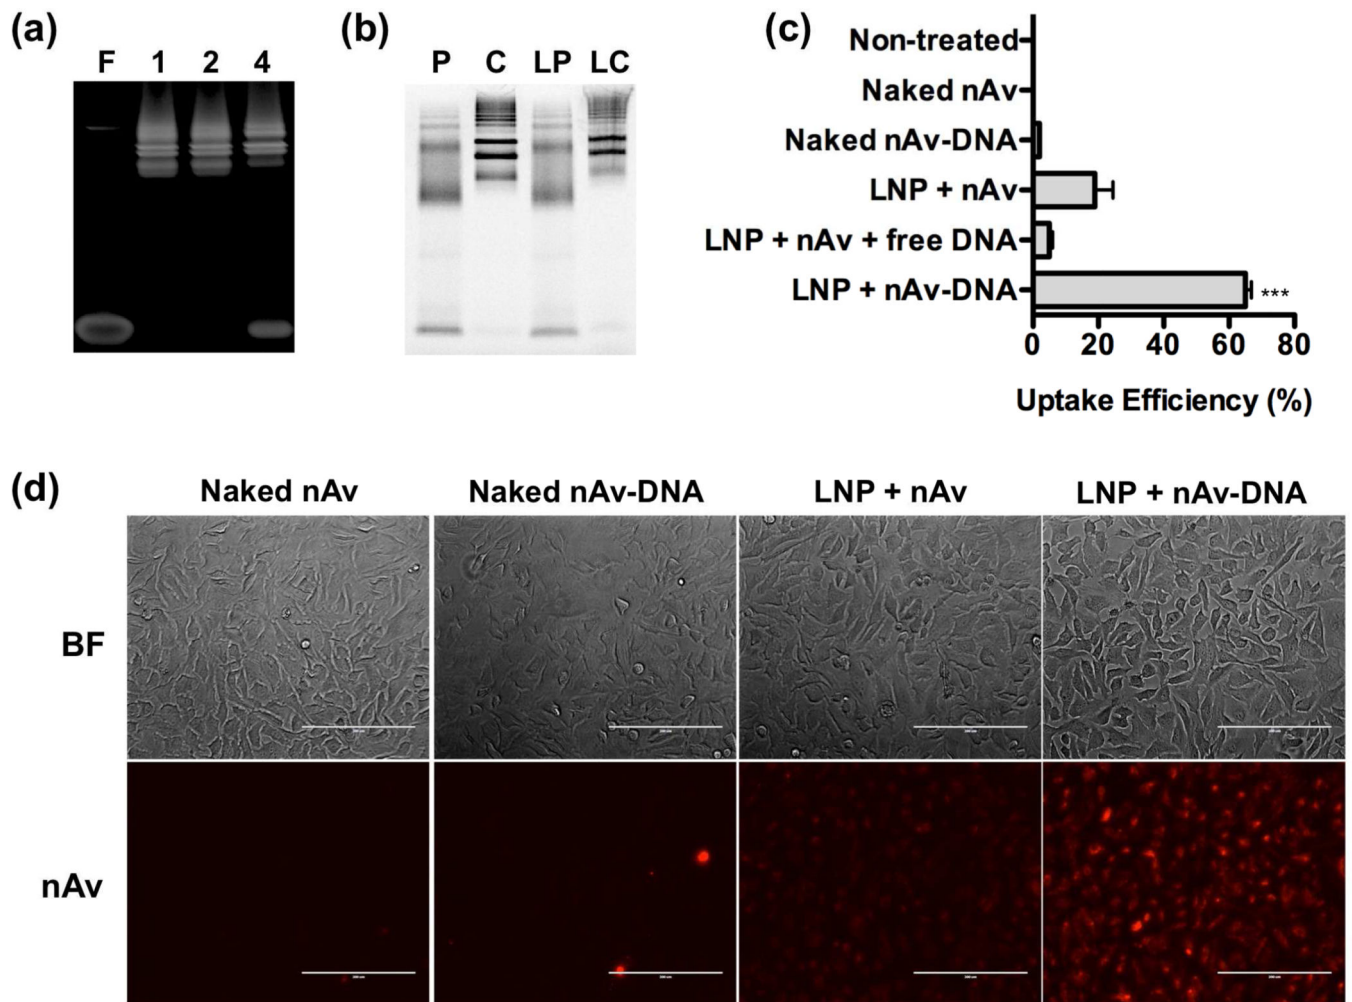 (a)
F 1 2 4
(b)
P C LP LC
(c)
Non-treated
Naked nAv
Naked nAv-DNA
LNP + nAv
LNP + nAv + free DNA
LNP + nAv-DNA
***
0 20 40 60 80
Uptake Efficiency (%)
(d)
Naked nAv Naked nAv-DNA LNP + nAv LNP + nAv-DNA
BF
nAv